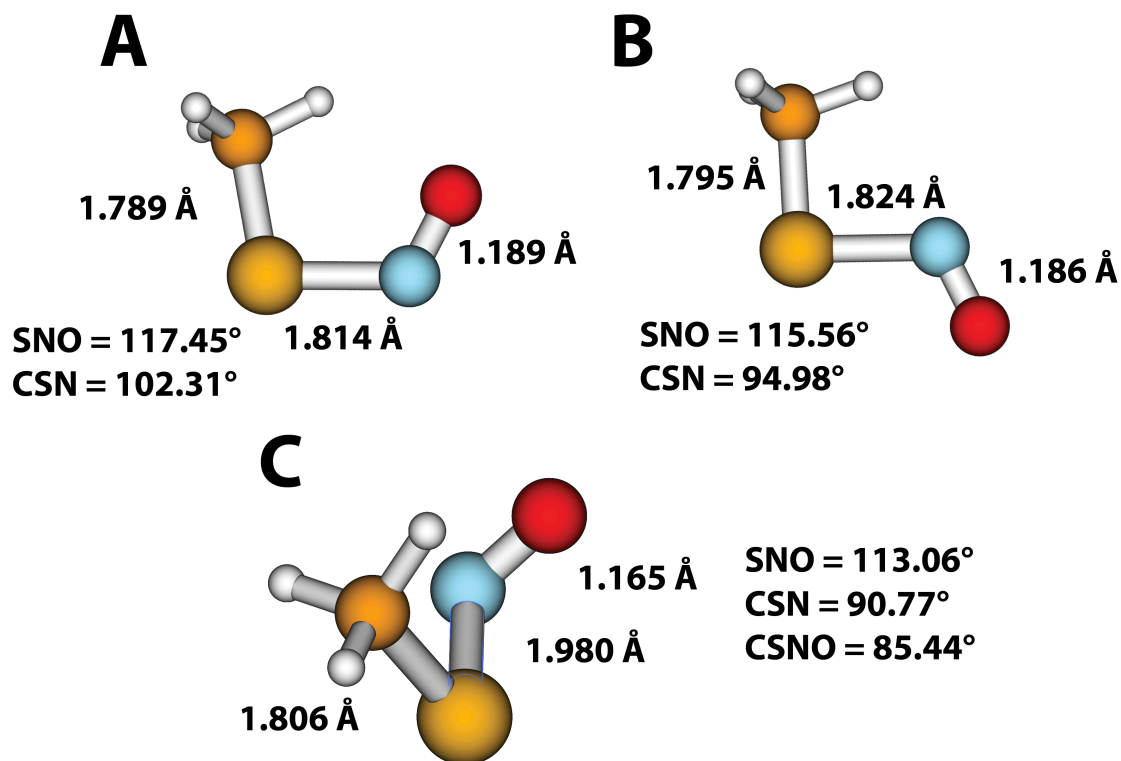 A
B
1.789 Å
1.189 Å
1.814 Å
SNO = 117.45°
CSN = 102.31°
1.795 Å
1.824 Å
1.186 Å
SNO = 115.56°
CSN = 94.98°
C
1.165 Å
1.980 Å
1.806 Å
SNO = 113.06°
CSN = 90.77°
CSNO = 85.44°